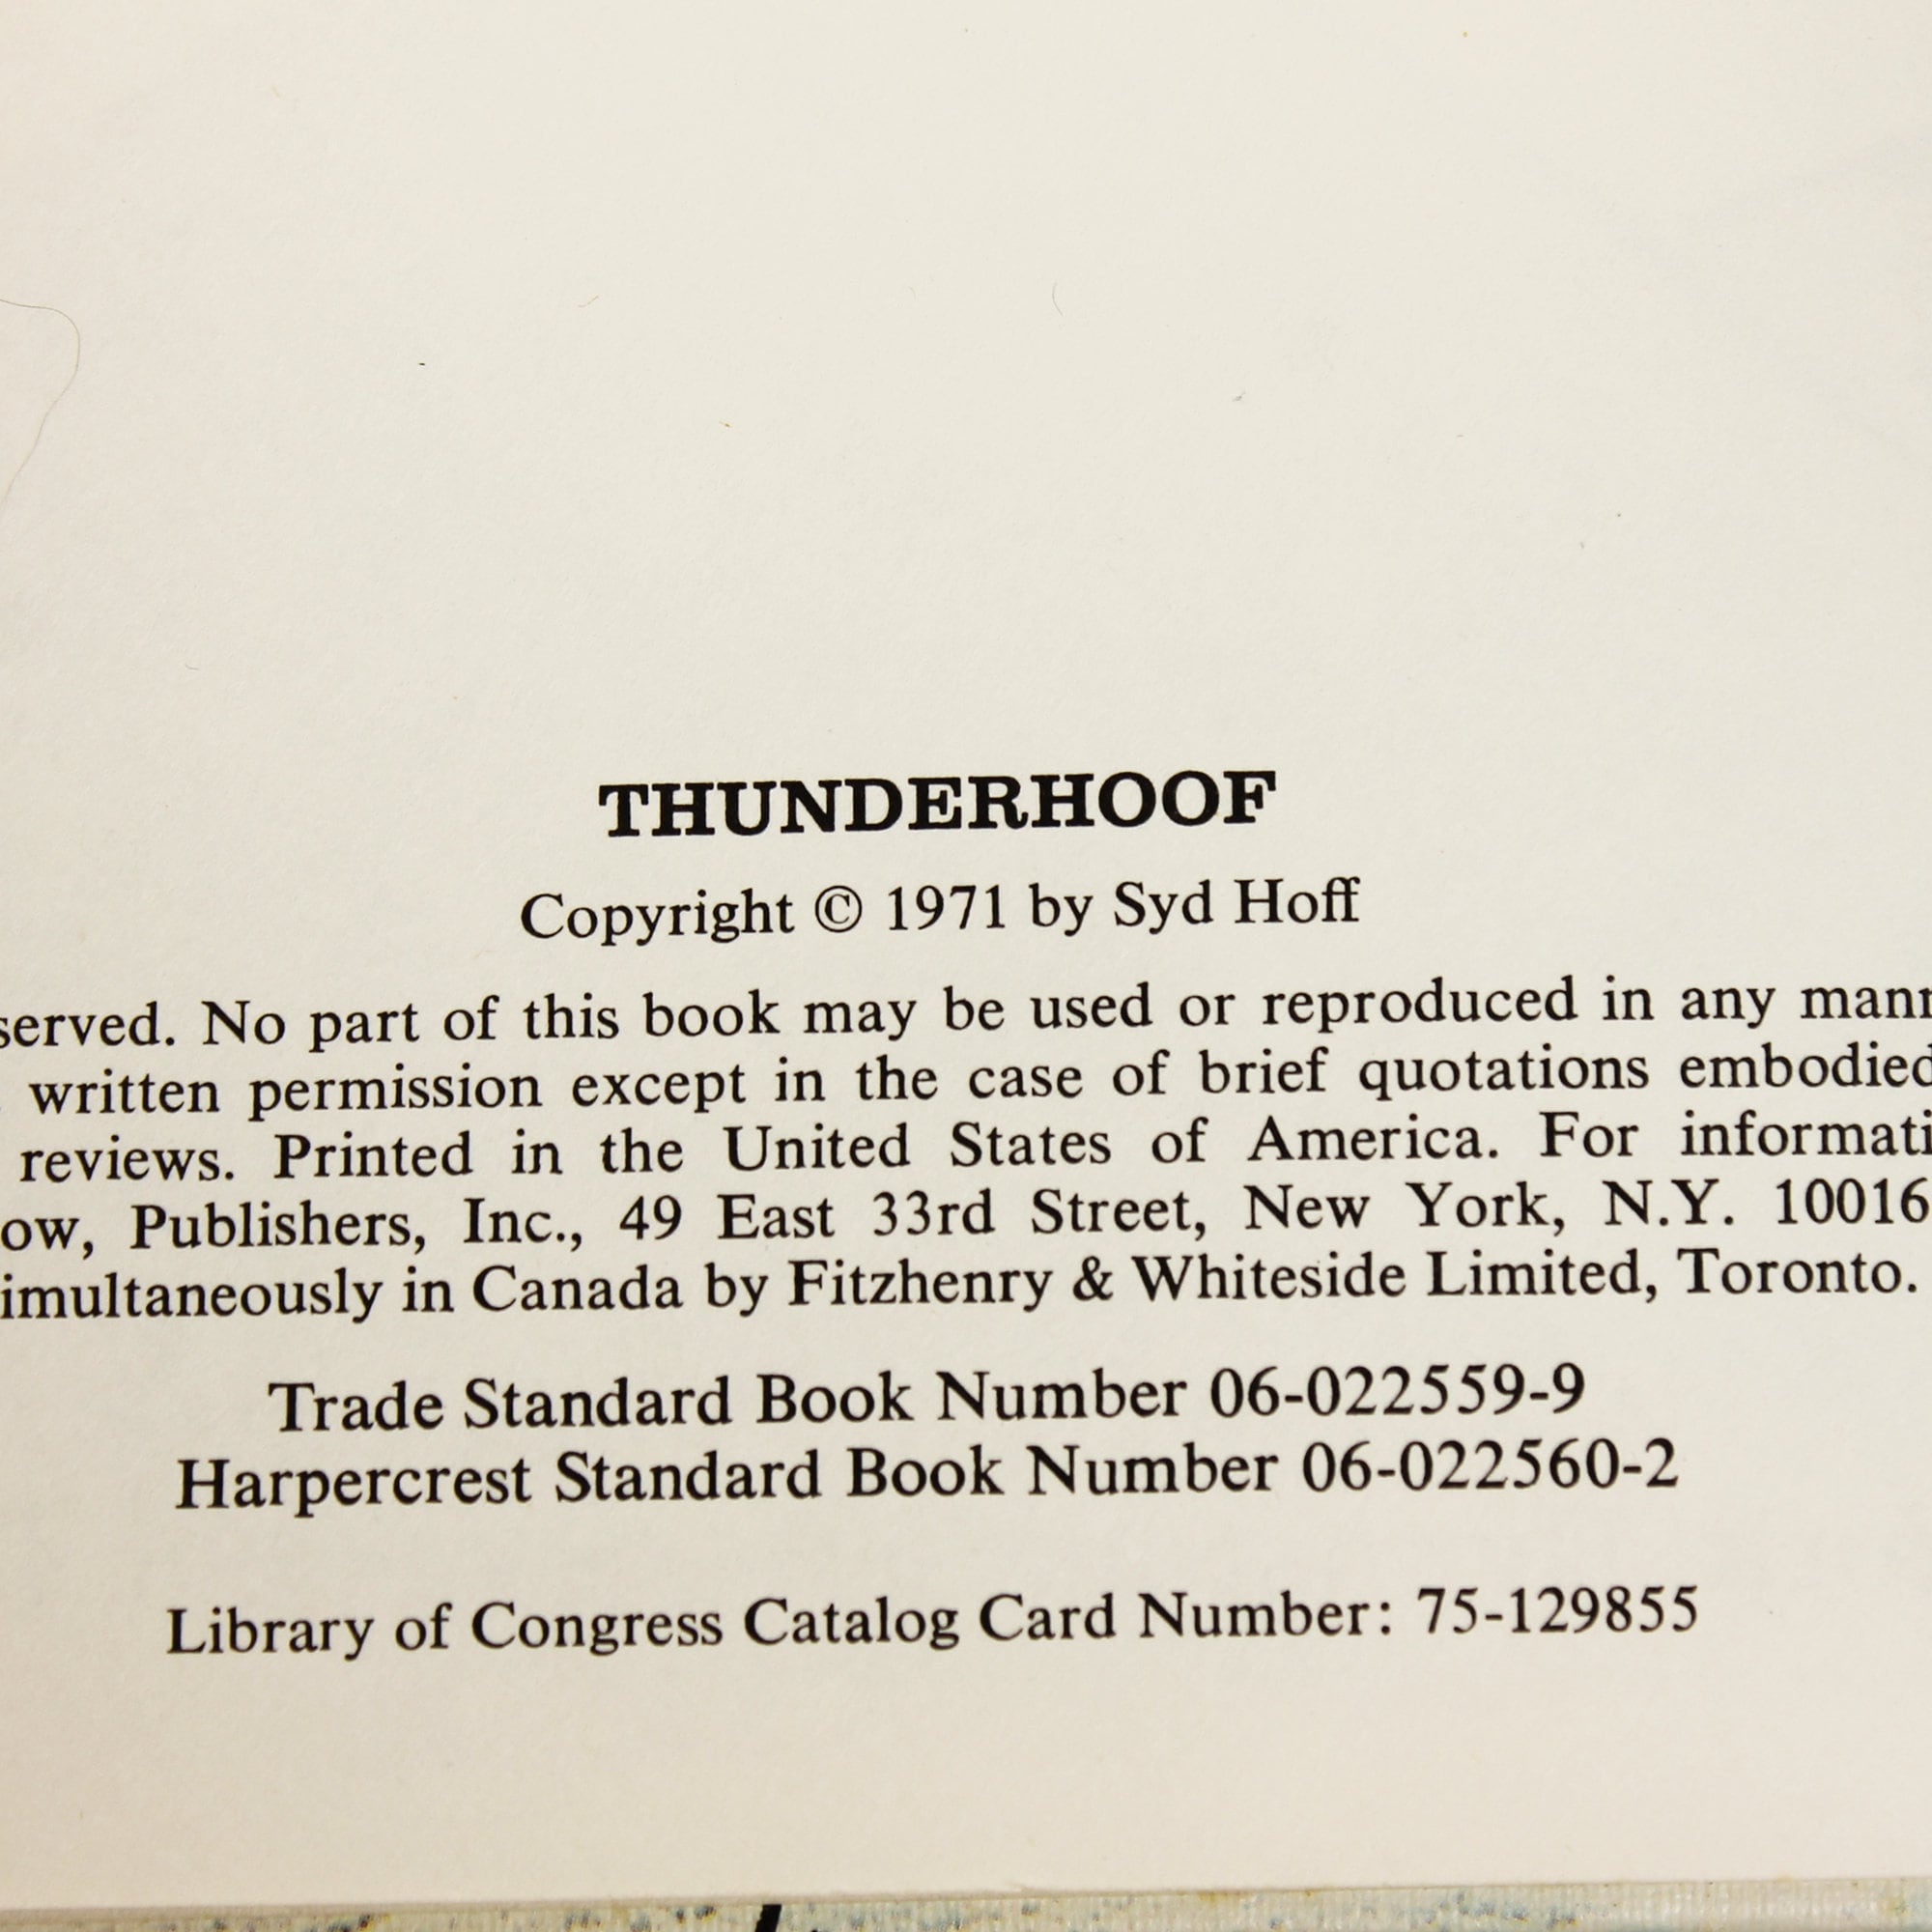 THUNDERHOOF
Copyright © 1971 by Syd Hoff
served. No part of this book may be used or reproduced in any mann
written permission except in the case of brief quotations embodied
reviews. Printed in the United States of America. For informati
ow, Publishers, Inc., 49 East 33rd Street, New York, N.Y. 10016
imultaneously in Canada by Fitzhenry & Whiteside Limited, Toronto.
Trade Standard Book Number 06-022559-9
Harpercrest Standard Book Number 06-022560-2
Library of Congress Catalog Card Number: 75-129855